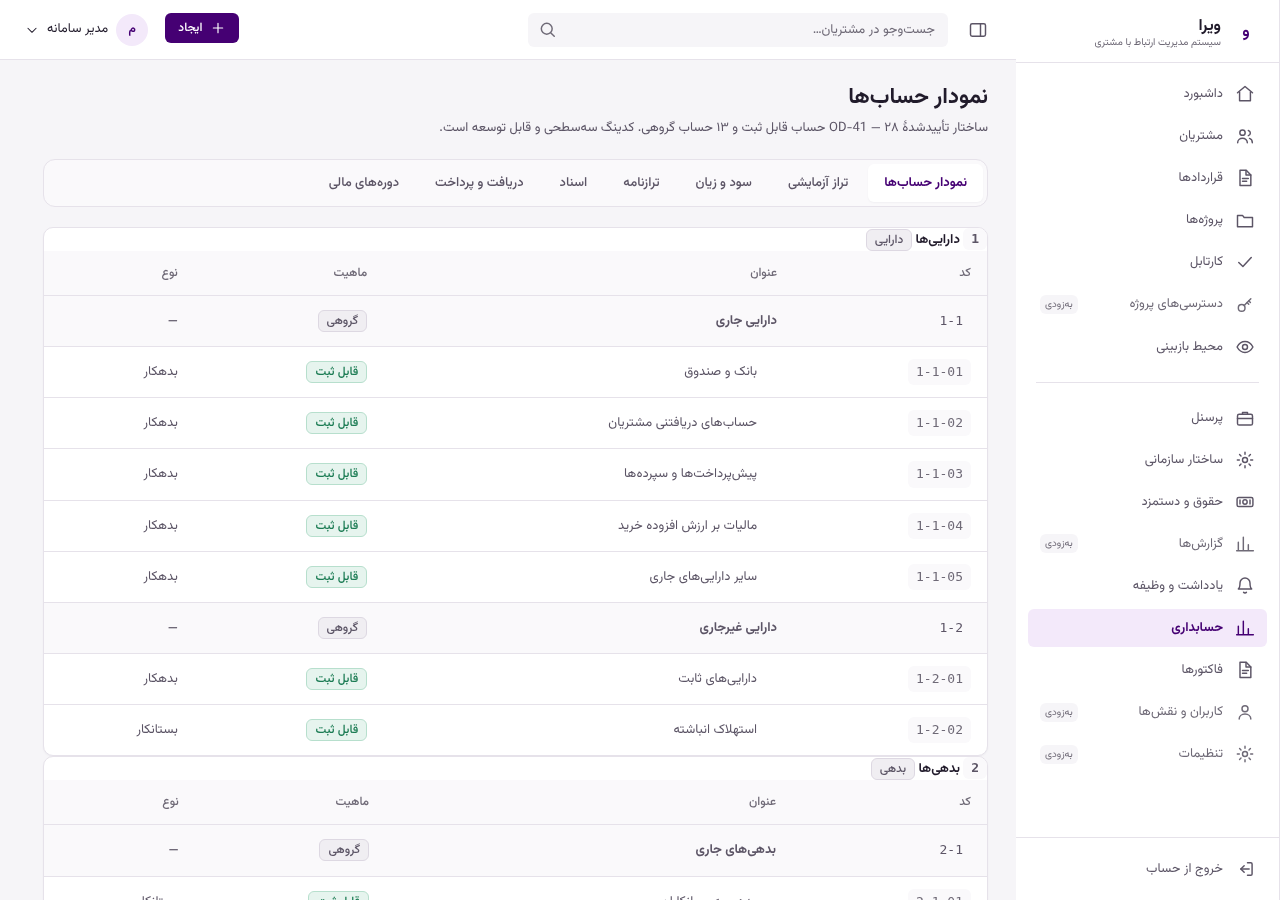 و
ویرا
سیستم مدیریت ارتباط با مشتری
داشبورد
مشتریان
قراردادها
پروژه‌ها
کارتابل
دسترسی‌های پروژه
به‌زودی
محیط بازبینی
پرسنل
ساختار سازمانی
حقوق و دستمزد
گزارش‌ها
به‌زودی
یادداشت و وظیفه
حسابداری
فاکتورها
کاربران و نقش‌ها
به‌زودی
تنظیمات
به‌زودی
خروج از حساب
جست‌وجو در مشتریان…
ایجاد
م
مدیر سامانه
نمودار حساب‌ها
ساختار تأییدشدهٔ OD-41 — ۲۸ حساب قابل ثبت و ۱۳ حساب گروهی. کدینگ سه‌سطحی و قابل توسعه است.
نمودار حساب‌ها
تراز آزمایشی
سود و زیان
ترازنامه
اسناد
دریافت و پرداخت
دوره‌های مالی
1 دارایی‌ها دارایی
کد عنوان ماهیت نوع
1-1 دارایی جاری گروهی —
1-1-01 بانک و صندوق قابل ثبت بدهکار
1-1-02 حساب‌های دریافتنی مشتریان قابل ثبت بدهکار
1-1-03 پیش‌پرداخت‌ها و سپرده‌ها قابل ثبت بدهکار
1-1-04 مالیات بر ارزش افزوده خرید قابل ثبت بدهکار
1-1-05 سایر دارایی‌های جاری قابل ثبت بدهکار
1-2 دارایی غیرجاری گروهی —
1-2-01 دارایی‌های ثابت قابل ثبت بدهکار
1-2-02 استهلاک انباشته قابل ثبت بستانکار
2 بدهی‌ها بدهی
کد عنوان ماهیت نوع
2-1 بدهی‌های جاری گروهی —